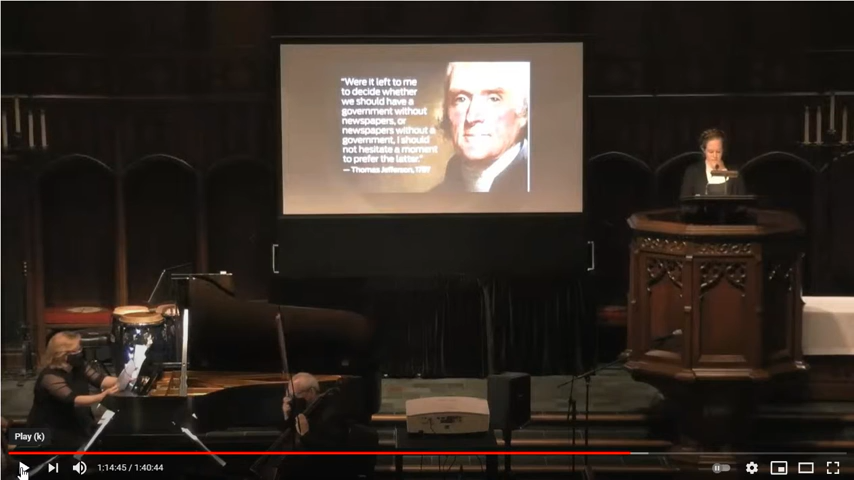 "Were it left to me
to decide whether
we should have a
government without
newspapers, or
newspapers without a
government, I should
not hesitate a moment
to prefer the latter."
— Thomas Jefferson, 1787
Play (k)
1:14:45 / 1:40:44